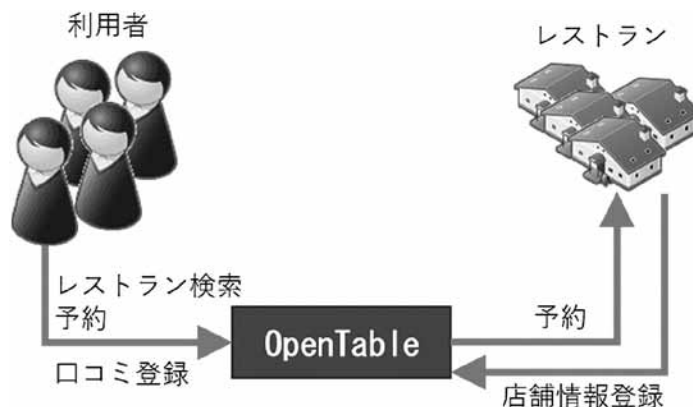 利用者
レストラン
レストラン検索
予約
口コミ登録
OpenTable
予約
店舗情報登録